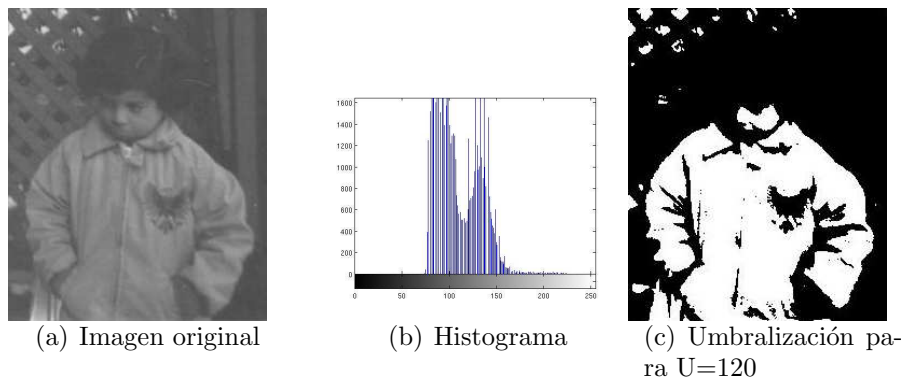 1600
1400
1200
1000
800
600
400
200
0
0 50 100 150 200 250
(a) Imagen original
(b) Histograma
(c) Umbralización pa-
ra U=120